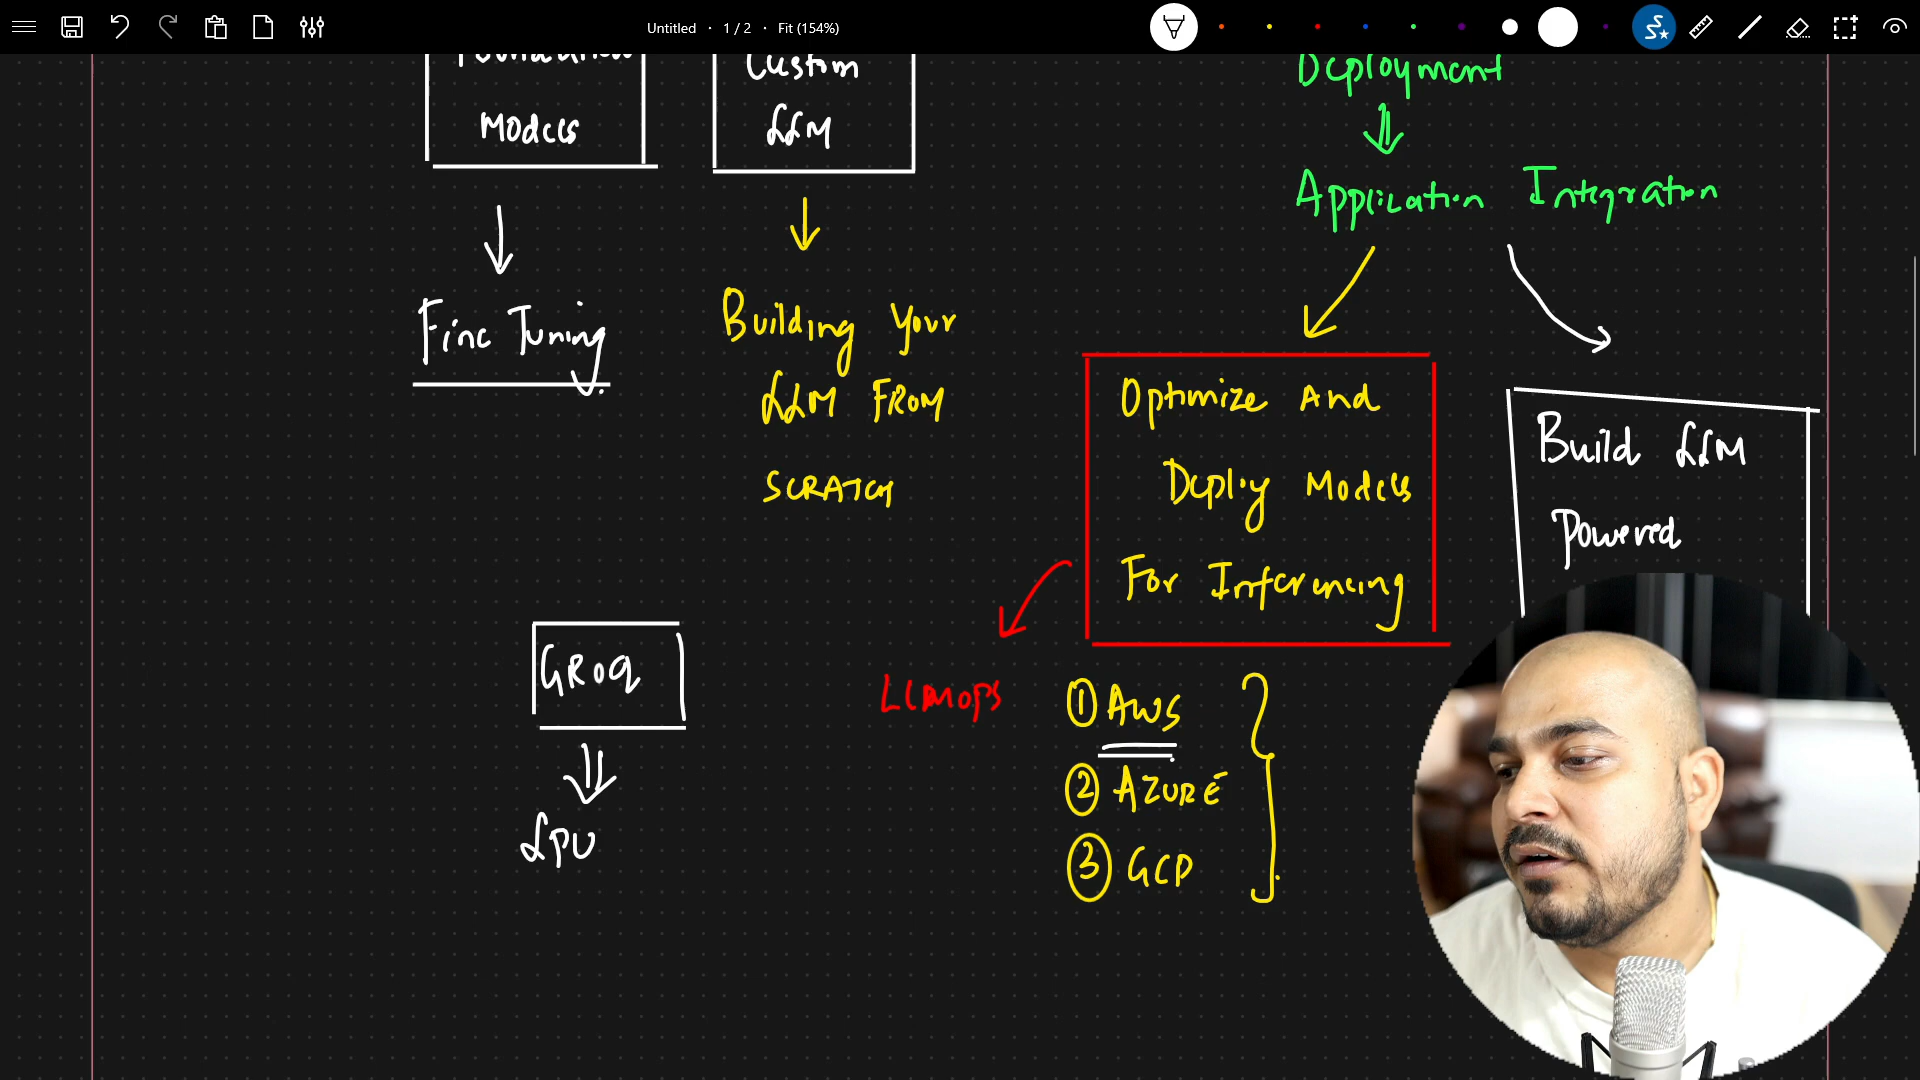 Untitled · 1 / 2 · Fit (154%)
Foundation
Models
Custom
LLM
Deployment
Application Integration
Fine Tuning
Building Your
LLM FROM
SCRATCH
Optimize And
Deploy Models
For Inferencing
Build LLM
Powered
GROQ
LPU
LLMOPS
① AWS
② AZURE
③ GCP